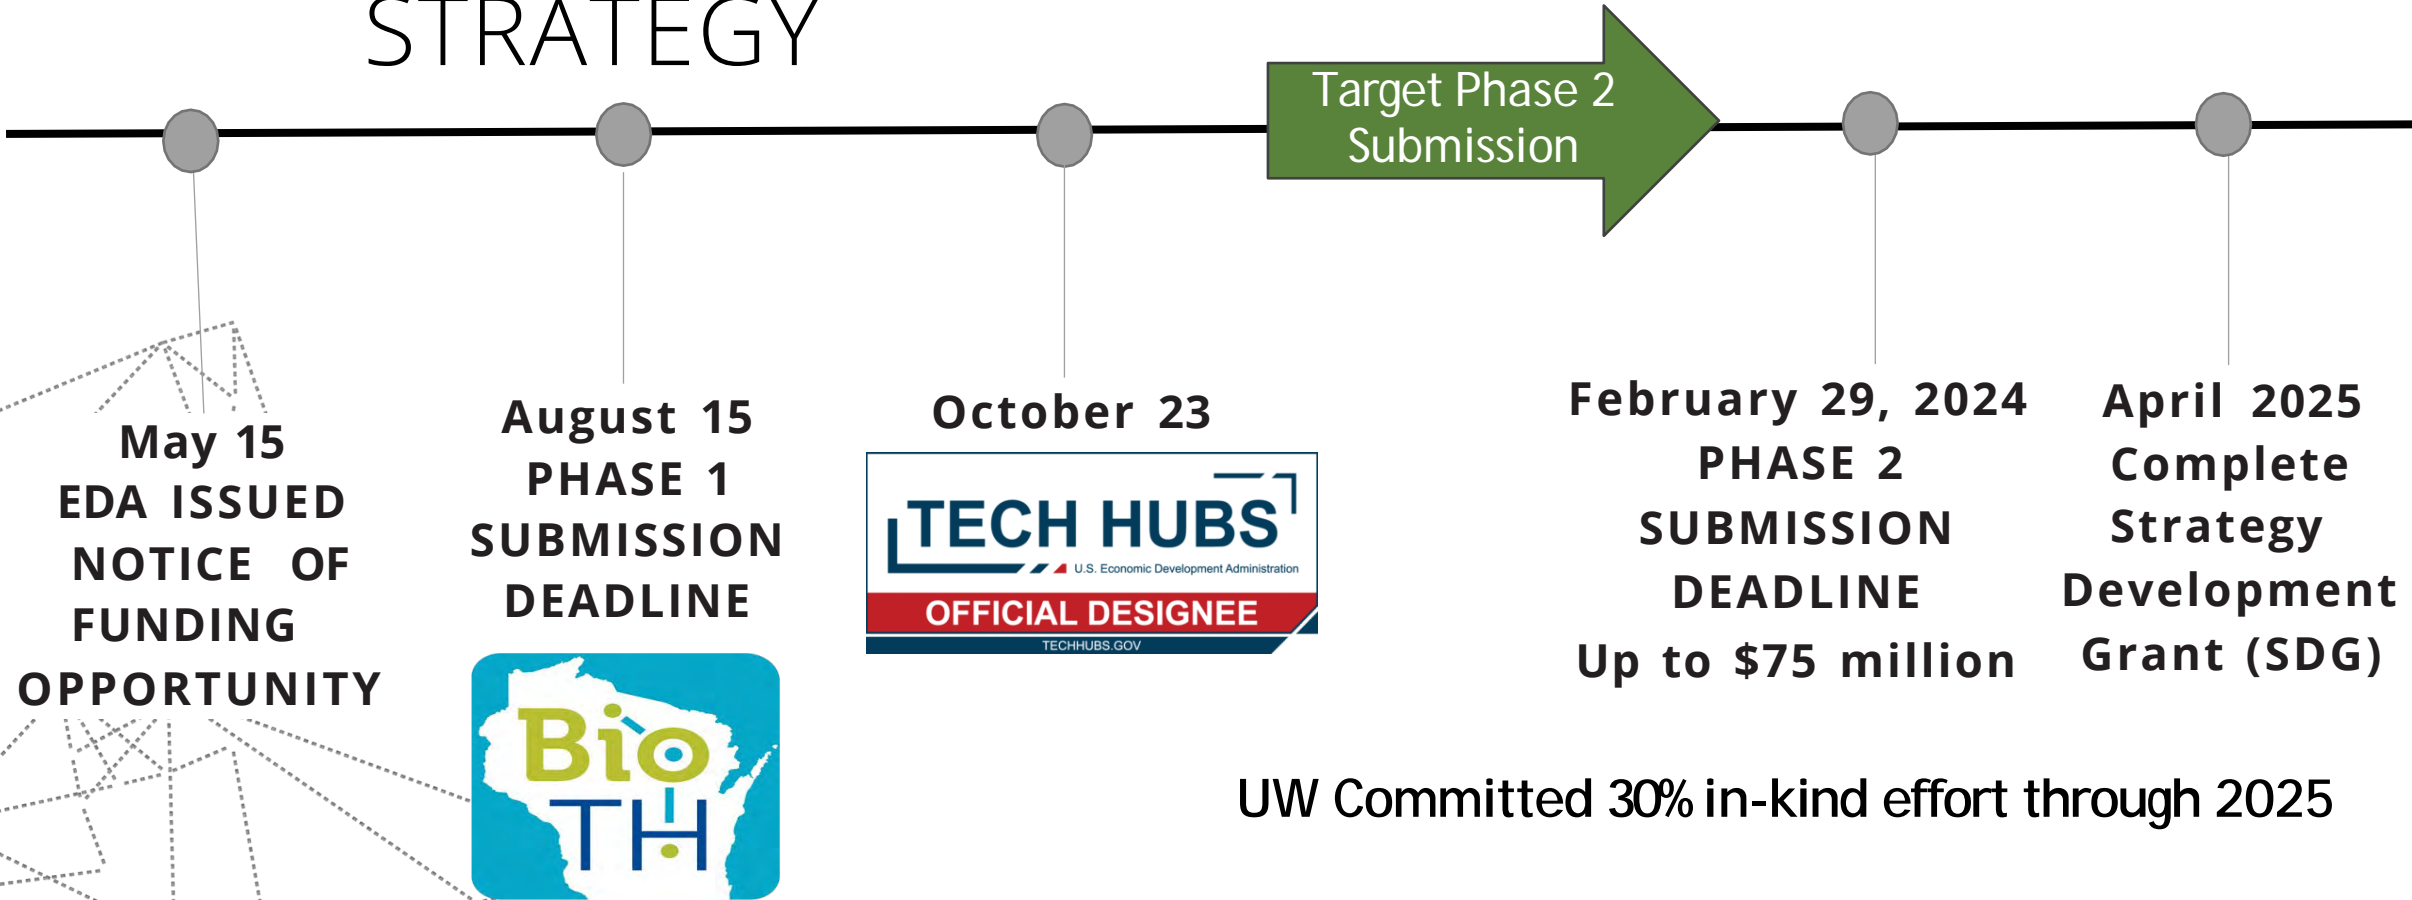 STRATEGY
Target Phase 2
Submission
May 15
EDA ISSUED
NOTICE OF
FUNDING
OPPORTUNITY
August 15
PHASE 1
SUBMISSION
DEADLINE
Bio
TH
October 23
TECH HUBS
U.S. Economic Development Administration
OFFICIAL DESIGNEE
TECHHUBS.GOV
February 29, 2024
PHASE 2
SUBMISSION
DEADLINE
Up to $75 million
April 2025
Complete
Strategy
Development
Grant (SDG)
UW Committed 30% in-kind effort through 2025